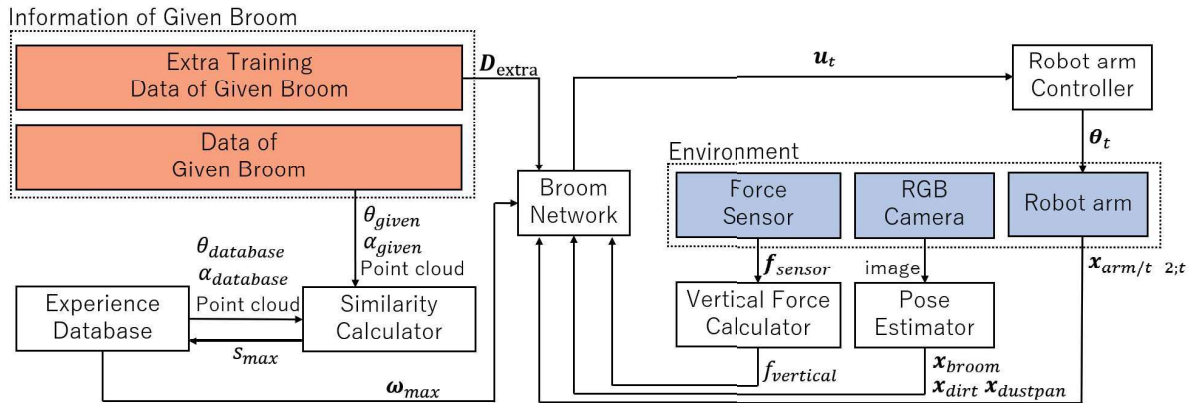 Information of Given Broom
Extra Training
Data of Given Broom
D_extra
u_t
Robot arm
Controller
Data of
Given Broom
θ_t
Environment
Broom
Network
Force
Sensor
RGB
Camera
Robot arm
θ_given
α_given
Point cloud
θ_database
α_database
Point cloud
f_sensor
image
x_arm/t 2;t
Experience
Database
Similarity
Calculator
Vertical Force
Calculator
Pose
Estimator
s_max
ω_max
f_vertical
x_broom
x_dirt x_dustpan